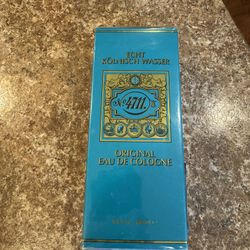 ECHT
KÖLNISCH WASSER
Nº 4711.
ORIGINAL
EAU DE COLOGNE